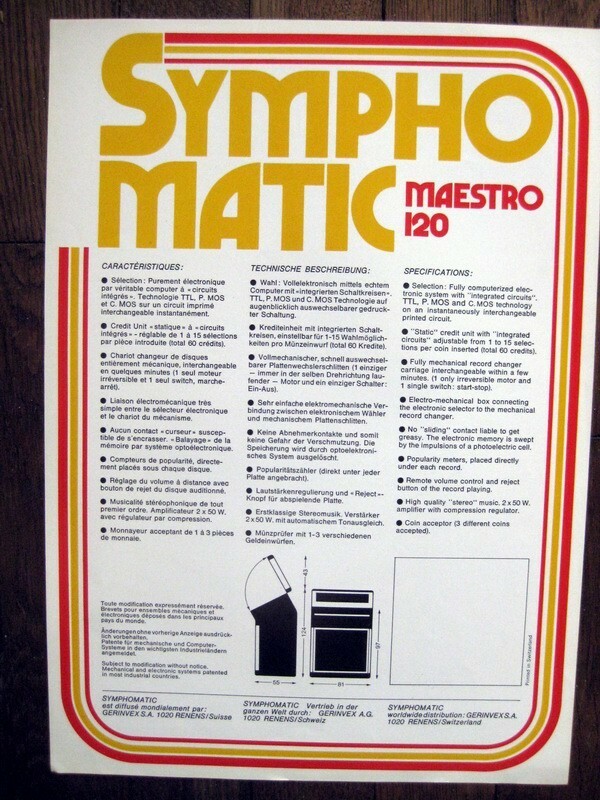 SYMPHO
MATIC
MAESTRO
120
CARACTÉRISTIQUES:
● Sélection: Purement électronique
par véritable computer à « circuits
intégrés ». Technologie TTL, P. MOS
et C. MOS sur un circuit imprimé
interchangeable instantanément.
● Credit Unit « statique » à « circuits
intégrés » - réglable de 1 à 15 sélections
par pièce introduite (total 60 crédits).
● Chariot changeur de disques
entièrement mécanique, interchangeable
en quelques minutes (1 seul moteur
irréversible et 1 seul switch, marche-
arrêt).
● Liaison électromécanique très
simple entre le sélecteur électronique
et le chariot du mécanisme.
● Aucun contact « curseur » suscep-
tible de s'encrasser. « Balayage » de la
mémoire par système optoélectronique.
● Compteurs de popularité, directe-
ment placés sous chaque disque.
● Réglage du volume à distance avec
bouton de rejet du disque auditionné.
● Musicalité stéréophonique de tout
premier ordre. Amplificateur 2 x 50 W.
avec régulateur par compression.
● Monnayeur acceptant de 1 à 3 pièces
de monnaie.
TECHNISCHE BESCHREIBUNG:
● Wahl: Vollelektronisch mittels echtem
Computer mit «integrierten Schaltkreisen».
TTL, P. MOS und C. MOS Technologie auf
augenblicklich auswechselbarer gedruck-
ter Schaltung.
● Krediteinheit mit integrierten Schalt-
kreisen, einstellbar für 1-15 Wahlmöglich-
keiten pro Münzeinwurf (total 60 Kredite).
● Vollmechanischer, schnell auswechsel-
barer Plattenwechslerschlitten (1 einziger
— immer in der selben Drehrichtung lau-
fender — Motor und ein einziger Schalter:
Ein-Aus).
● Sehr einfache elektromechanische Ver-
bindung zwischen elektronischem Wähler
und mechanischem Plattenschlitten.
● Keine Abnehmerkontakte und somit
keine Gefahr der Verschmutzung. Die
Speicherung wird durch optoelektroni-
sches System ausgelöscht.
● Popularitätszähler (direkt unter jeder
Platte angebracht).
● Lautstärkenregulierung und «Reject»-
Knopf für abspielende Platte.
● Erstklassige Stereomusik. Verstärker
2 x 50 W. mit automatischem Tonausgleich.
● Münzprüfer mit 1-3 verschiedenen
Geldeinwürfen.
SPECIFICATIONS:
● Selection: Fully computerized elec-
tronic system with "integrated circuits".
TTL, P. MOS and C. MOS technology
on an instantaneously interchangeable
printed circuit.
● "Static" credit unit with "integrated
circuits" adjustable from 1 to 15 selec-
tions per coin inserted (total 60 credits).
● Fully mechanical record changer
carriage interchangeable within a few
minutes. (1 only irreversible motor and
1 single switch: start-stop).
● Electro-mechanical box connecting
the electronic selector to the mechanical
record changer.
● No "sliding" contact liable to get
greasy. The electronic memory is swept
by the impulsions of a photoelectric cell.
● Popularity meters, placed directly
under each record.
● Remote volume control and reject
button of the record playing.
● High quality "stereo" music. 2 x 50 W.
amplifier with compression regulator.
● Coin acceptor (3 different coins
accepted).
Toute modification expressément réservée.
Brevets pour ensembles mécaniques et
électroniques déposés dans les principaux
pays du monde.
Änderungen ohne vorherige Anzeige ausdrück-
lich vorbehalten.
Patente für mechanische und Computer-
Systeme in den wichtigsten Industrieländern
angemeldet.
Subject to modification without notice.
Mechanical and electronic systems patented
in most industrial countries.
43
124
97
55
81
Printed in Switzerland
SYMPHOMATIC
est diffusé mondialement par:
GERINVEX S.A. 1020 RENENS/Suisse
SYMPHOMATIC Vertrieb in der
ganzen Welt durch: GERINVEX A.G.
1020 RENENS/Schweiz
SYMPHOMATIC
worldwide distribution: GERINVEX S.A.
1020 RENENS/Switzerland